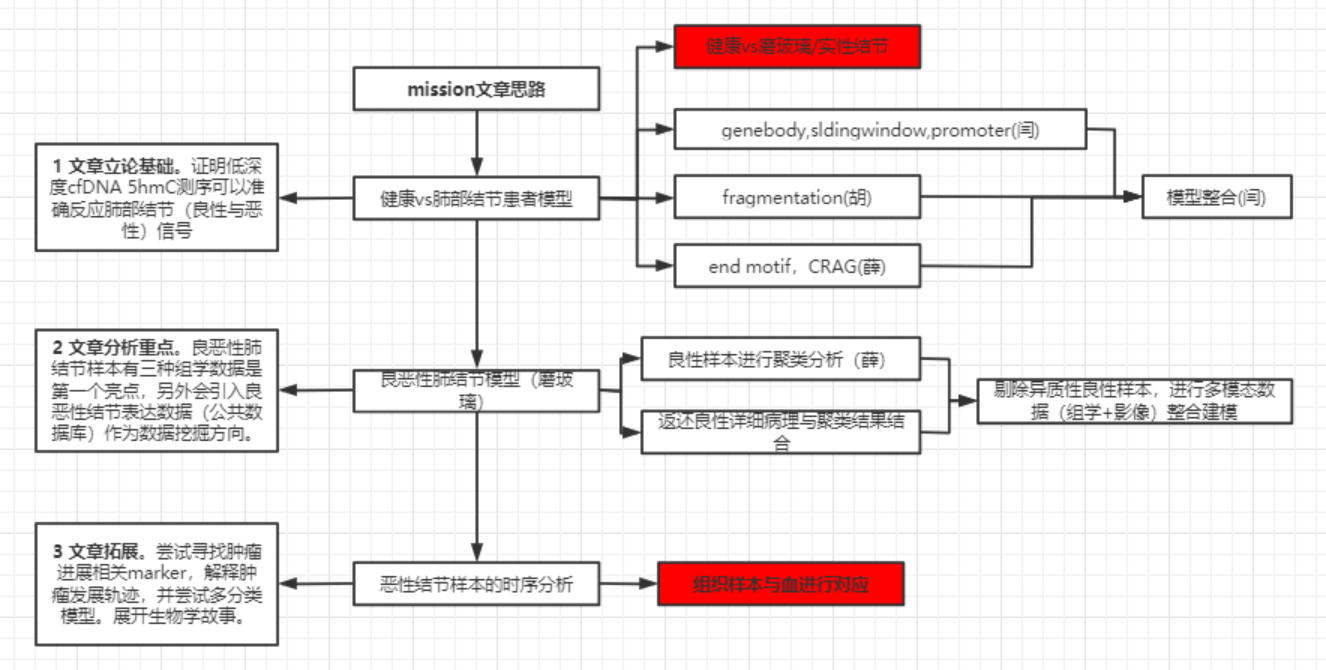 健康vs磨玻璃/实性结节
mission文章思路
genebody,sldingwindow,promoter(闫)
1 文章立论基础。证明低深
度cfDNA 5hmC测序可以准
确反应肺部结节（良性与恶
性）信号
健康vs肺部结节患者模型
fragmentation(胡)
模型整合(闫)
end motif，CRAG(薛)
2 文章分析重点。良恶性肺
结节样本有三种组学数据是
第一个亮点，另外会引入良
恶性结节表达数据（公共数
据库）作为数据挖掘方向。
良恶性肺结节模型（磨玻
璃）
良性样本进行聚类分析（薛）
返还良性详细病理与聚类结果结
合
剔除异质性良性样本，进行多模态数
据（组学+影像）整合建模
3 文章拓展。尝试寻找肿瘤
进展相关marker，解释肿
瘤发展轨迹，并尝试多分类
模型。展开生物学故事。
恶性结节样本的时序分析
组织样本与血进行对应